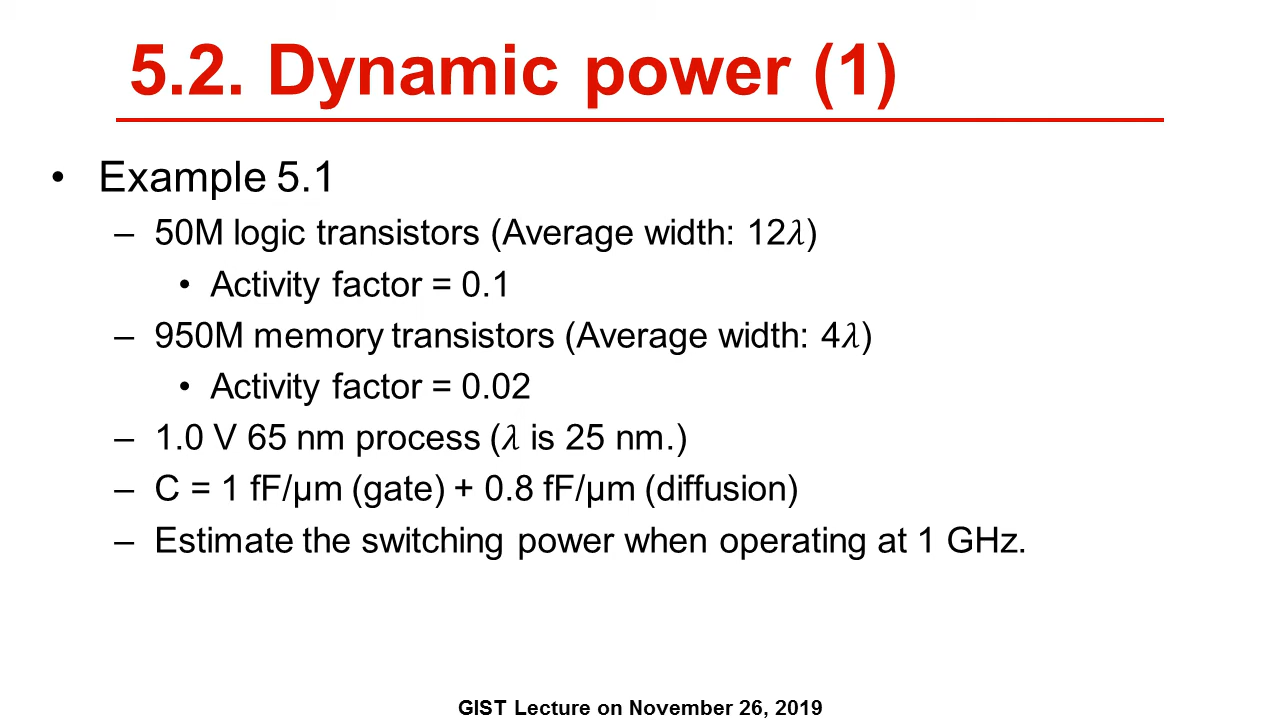 5.2. Dynamic power (1)
• Example 5.1
– 50M logic transistors (Average width: 12𝜆)
• Activity factor = 0.1
– 950M memory transistors (Average width: 4𝜆)
• Activity factor = 0.02
– 1.0 V 65 nm process (𝜆 is 25 nm.)
– C = 1 fF/μm (gate) + 0.8 fF/μm (diffusion)
– Estimate the switching power when operating at 1 GHz.
GIST Lecture on November 26, 2019